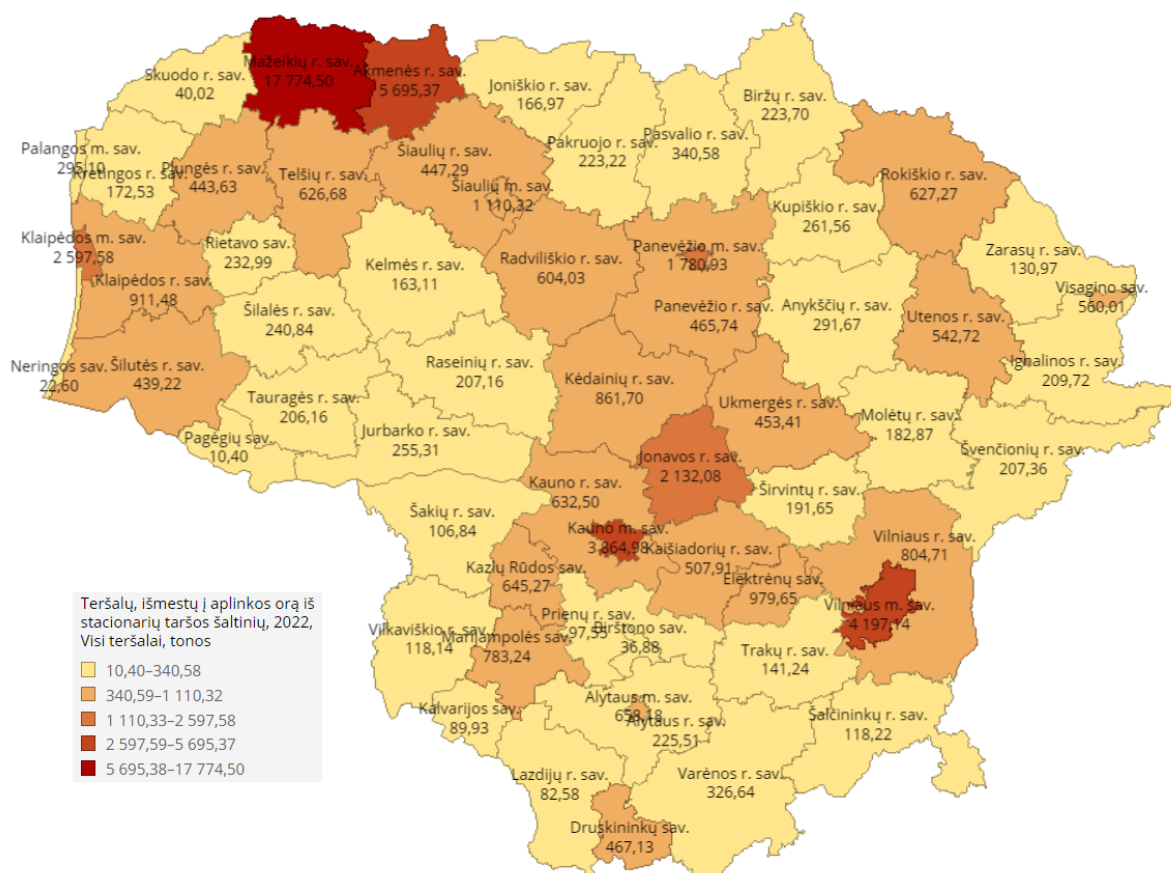 Skuodo r. sav.
40,02
Mažeikių r. sav.
17 774,50
Akmenės r. sav.
5 695,37
Joniškio r. sav.
166,97
Pakruojo r. sav.
223,22
Pasvalio r. sav.
340,58
Biržų r. sav.
223,70
Palangos m. sav.
295,10
Kretingos r. sav.
172,53
Plungės r. sav.
443,63
Telšių r. sav.
626,68
Šiaulių r. sav.
447,29
Šiaulių m. sav.
1 110,32
Rokiškio r. sav.
627,27
Kupiškio r. sav.
261,56
Klaipėdos m. sav.
2 597,58
Klaipėdos r. sav.
911,48
Rietavo sav.
232,99
Kelmės r. sav.
163,11
Radviliškio r. sav.
604,03
Panevėžio m. sav.
1 780,93
Panevėžio r. sav.
465,74
Anykščių r. sav.
291,67
Utenos r. sav.
542,72
Zarasų r. sav.
130,97
Visagino sav.
560,01
Ignalinos r. sav.
209,72
Neringos sav.
22,60
Šilutės r. sav.
439,22
Šilalės r. sav.
240,84
Tauragės r. sav.
206,16
Raseinių r. sav.
207,16
Kėdainių r. sav.
861,70
Ukmergės r. sav.
453,41
Molėtų r. sav.
182,87
Švenčionių r. sav.
207,36
Pagėgių sav.
10,40
Jurbarko r. sav.
255,31
Jonavos r. sav.
2 132,08
Širvintų r. sav.
191,65
Šakių r. sav.
106,84
Kauno r. sav.
632,50
Kauno m. sav.
3 864,98
Kaišiadorių r. sav.
507,91
Elektrėnų sav.
979,65
Vilniaus r. sav.
804,71
Vilniaus m. sav.
4 197,14
Kazlų Rūdos sav.
645,27
Prienų r. sav.
97,55
Birštono sav.
36,88
Vilkaviškio r. sav.
118,14
Marijampolės sav.
783,24
Trakų r. sav.
141,24
Kalvarijos sav.
89,93
Alytaus m. sav.
658,18
Alytaus r. sav.
225,51
Šalčininkų r. sav.
118,22
Lazdijų r. sav.
82,58
Varėnos r. sav.
326,64
Druskininkų sav.
467,13
Teršalų, išmestų į aplinkos orą iš
stacionarių taršos šaltinių, 2022,
Visi teršalai, tonos
10,40–340,58
340,59–1 110,32
1 110,33–2 597,58
2 597,59–5 695,37
5 695,38–17 774,50